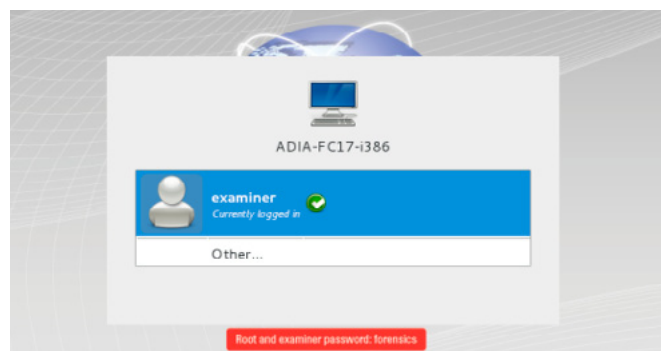 ADIA-FC17-i386
examiner
Currently logged in
Other...
Root and examiner password: forensics